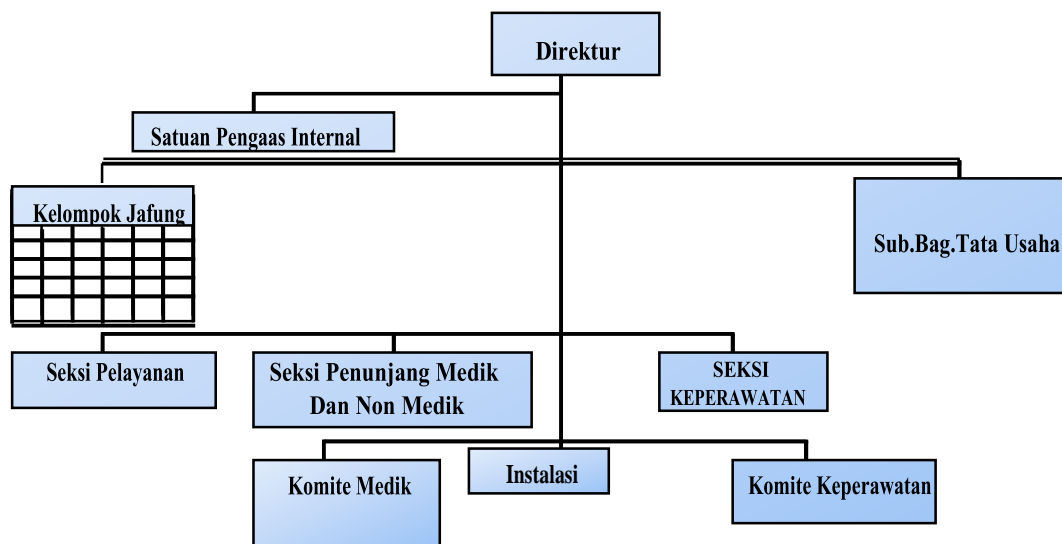 Direktur
Satuan Pengaas Internal
Kelompok Jafung
Sub.Bag.Tata Usaha
Seksi Pelayanan
Seksi Penunjang Medik
Dan Non Medik
SEKSI
KEPERAWATAN
Komite Medik
Instalasi
Komite Keperawatan